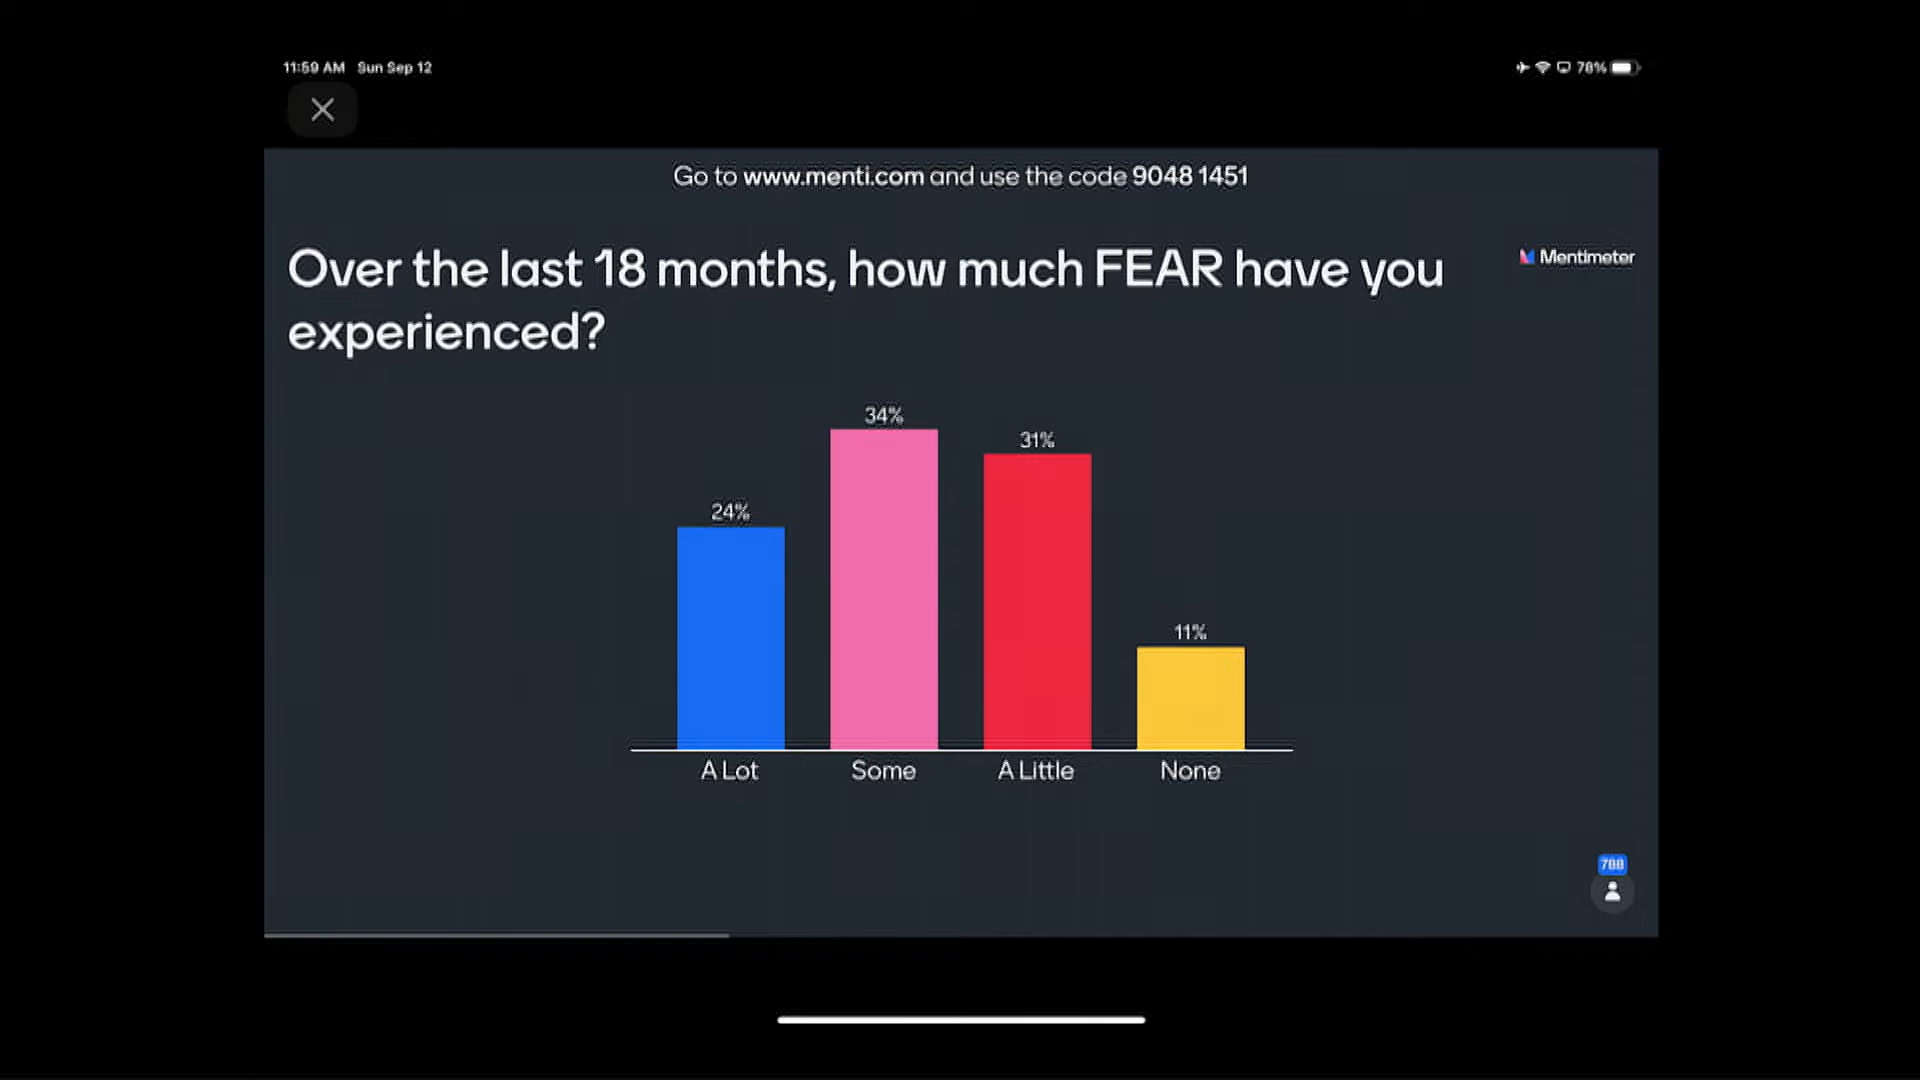 11:59 AM Sun Sep 12
78%
Go to www.menti.com and use the code 9048 1451
Over the last 18 months, how much FEAR have you
experienced?
Mentimeter
34%
31%
24%
11%
A Lot
Some
A Little
None